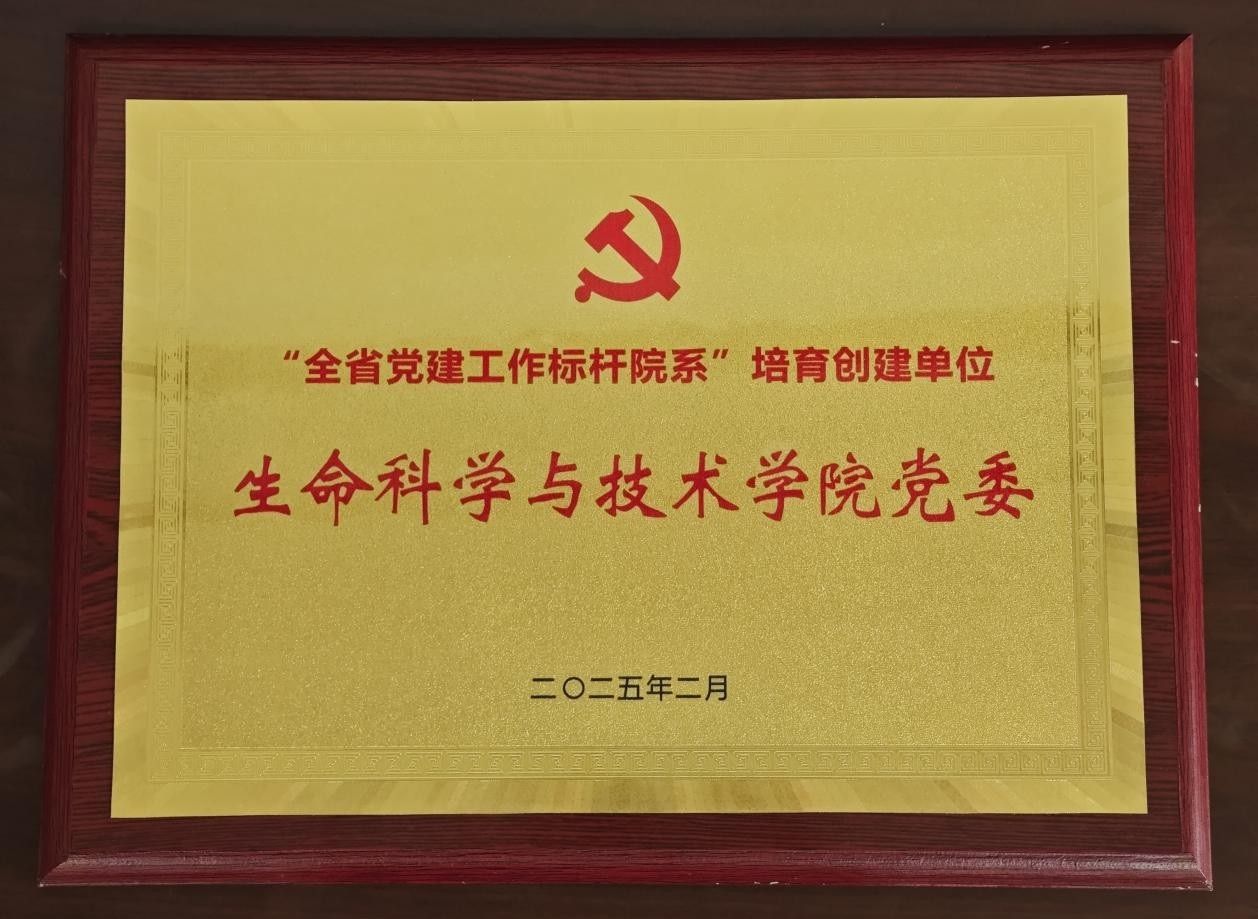 “全省党建工作标杆院系”培育创建单位
生命科学与技术学院党委
二〇二五年二月